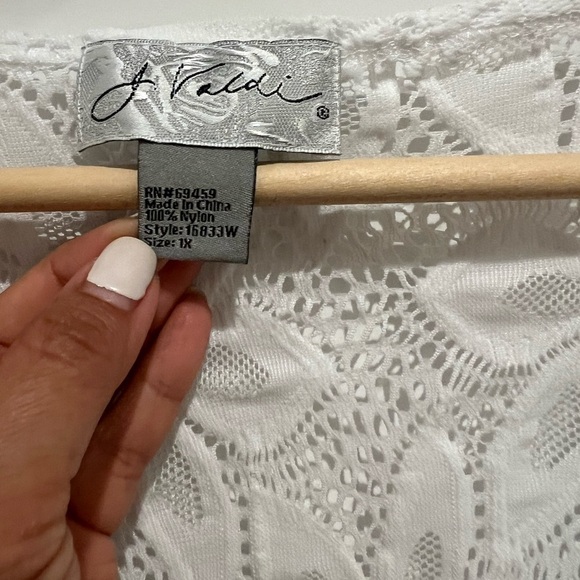 J. Valdi ®
RN#69459
Made In China
100% Nylon
Style: 16833W
Size: 1X